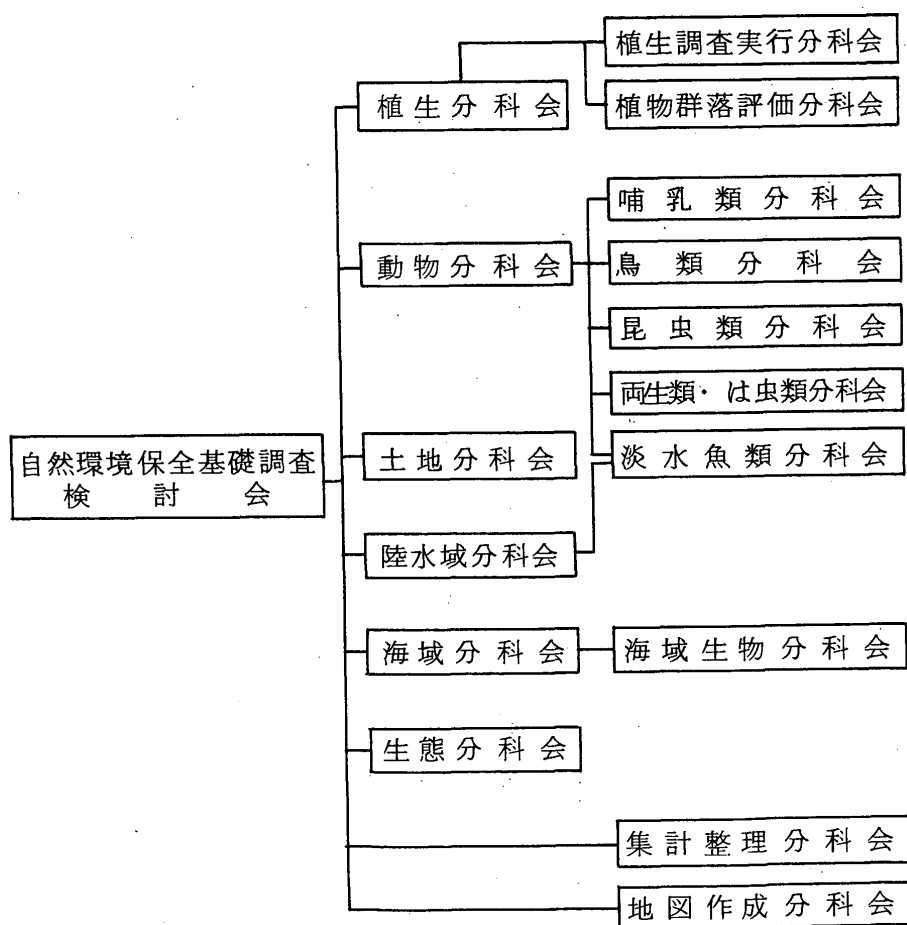 植生調査実行分科会
植生分科会
植物群落評価分科会
哺乳類分科会
動物分科会
鳥類分科会
昆虫類分科会
両生類・は虫類分科会
自然環境保全基礎調査
検討会
土地分科会
淡水魚類分科会
陸水域分科会
海域分科会
海域生物分科会
生態分科会
集計整理分科会
地図作成分科会